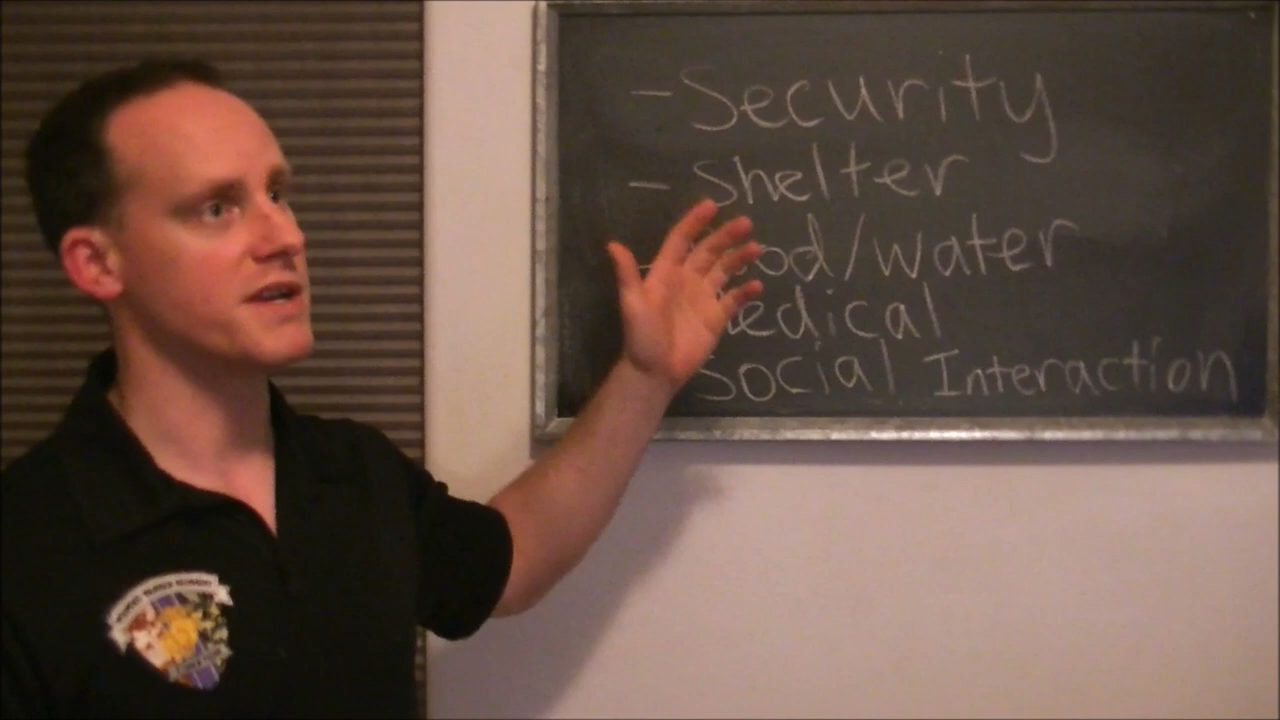 - Security
- Shelter
- ood/water
edical
Social Interaction